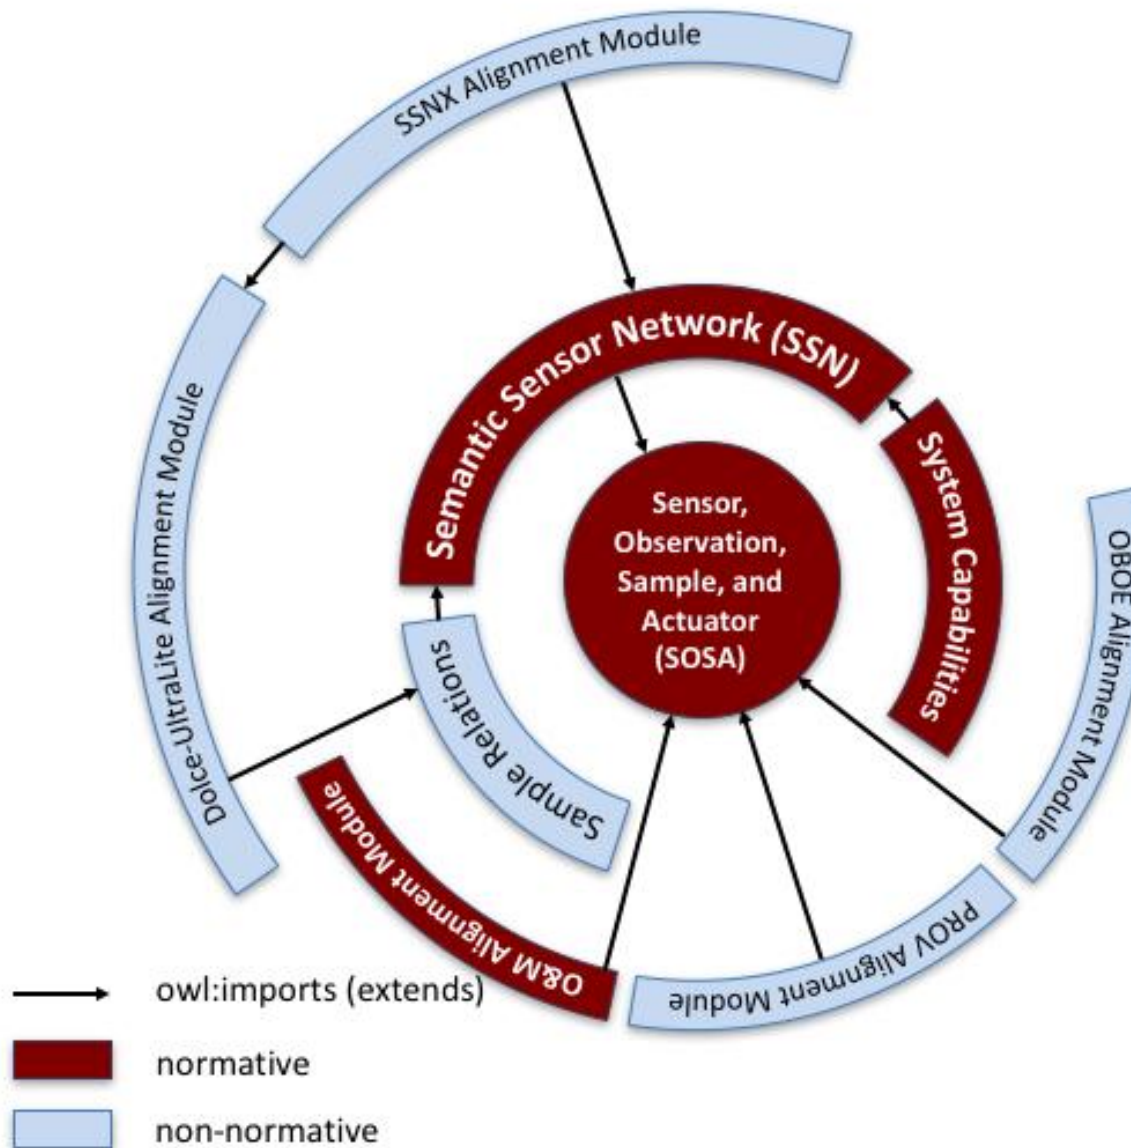 SSNX Alignment Module
Semantic Sensor Network (SSN)
System Capabilities
Dolce-UltraLite Alignment Module
Sensor,
Observation,
Sample, and
Actuator
(SOSA)
OBOE Alignment Module
Sample Relations
O&M Alignment Module
PROV Alignment Module
owl:imports (extends)
normative
non-normative